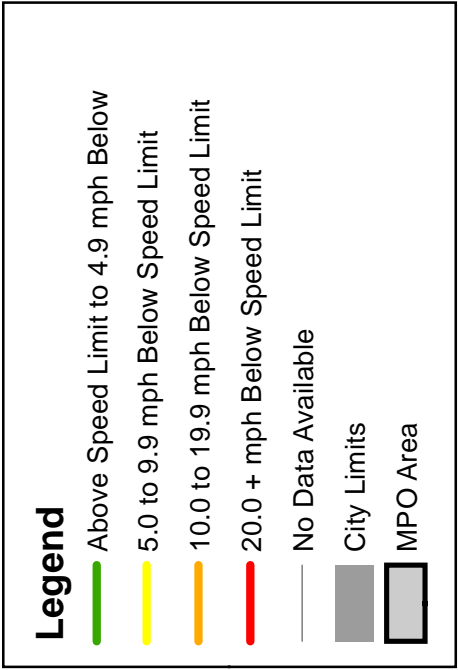 Legend
Above Speed Limit to 4.9 mph Below
5.0 to 9.9 mph Below Speed Limit
10.0 to 19.9 mph Below Speed Limit
20.0 + mph Below Speed Limit
No Data Available
City Limits
MPO Area